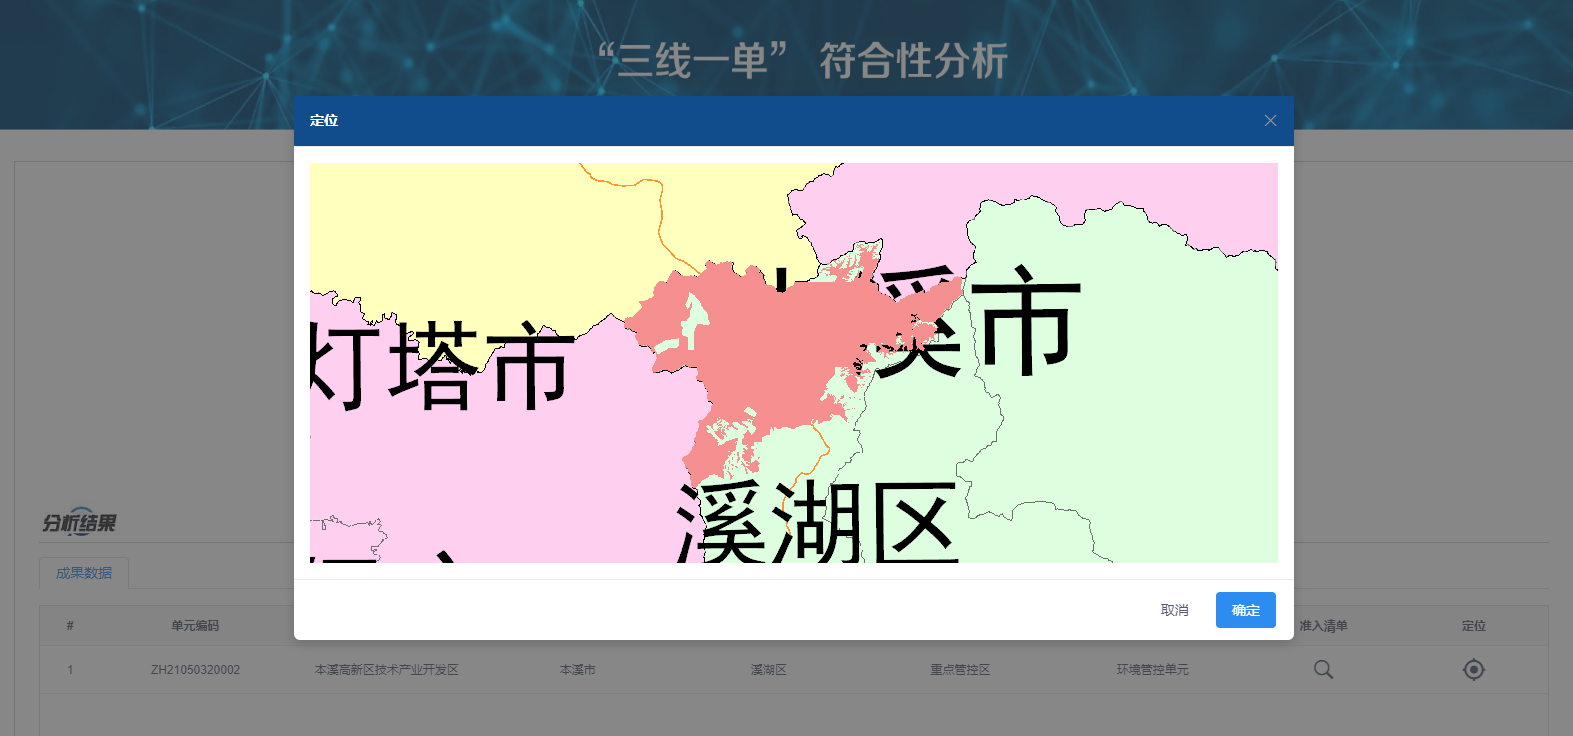 “三线一单” 符合性分析
定位
溪市
灯塔市
溪湖区
取消 确定
分析结果
成果数据
# 单元编码 准入清单 定位
1 ZH21050320002 本溪高新区技术产业开发区 本溪市 溪湖区 重点管控区 环境管控单元